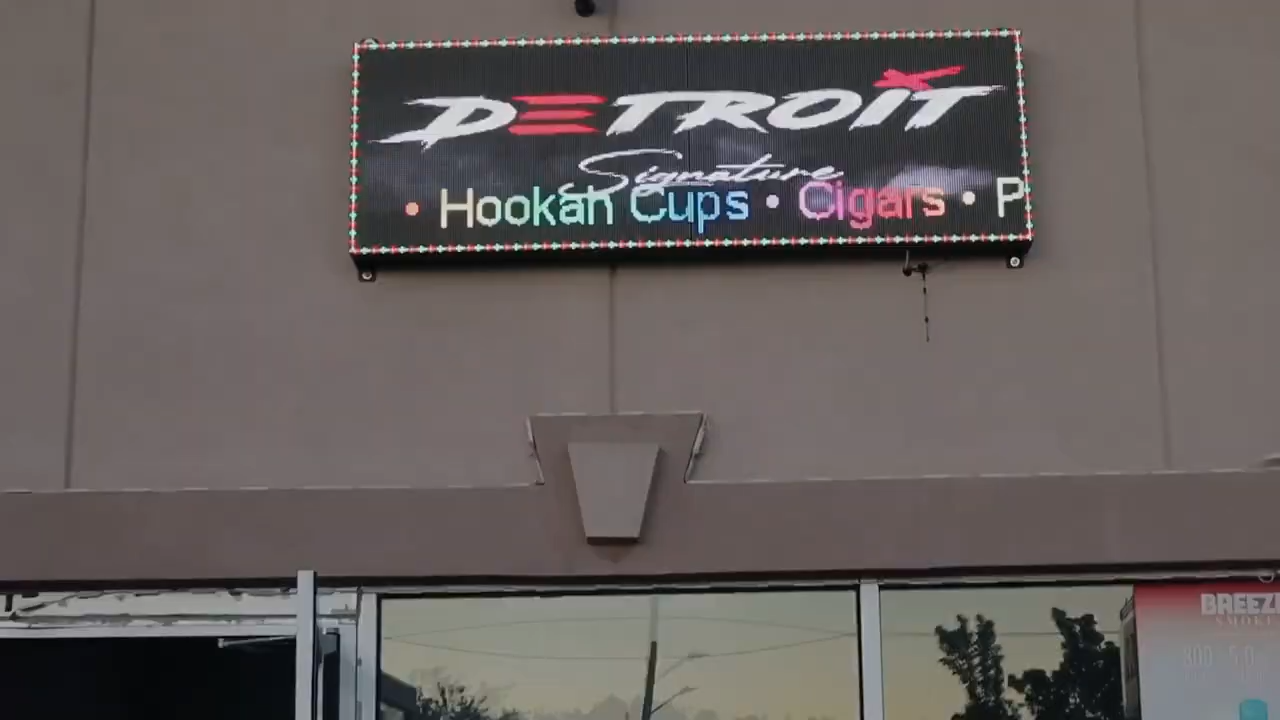 DETROIT
Signature
• Hookah Cups • Cigars • P
BREEZE
SMOKE